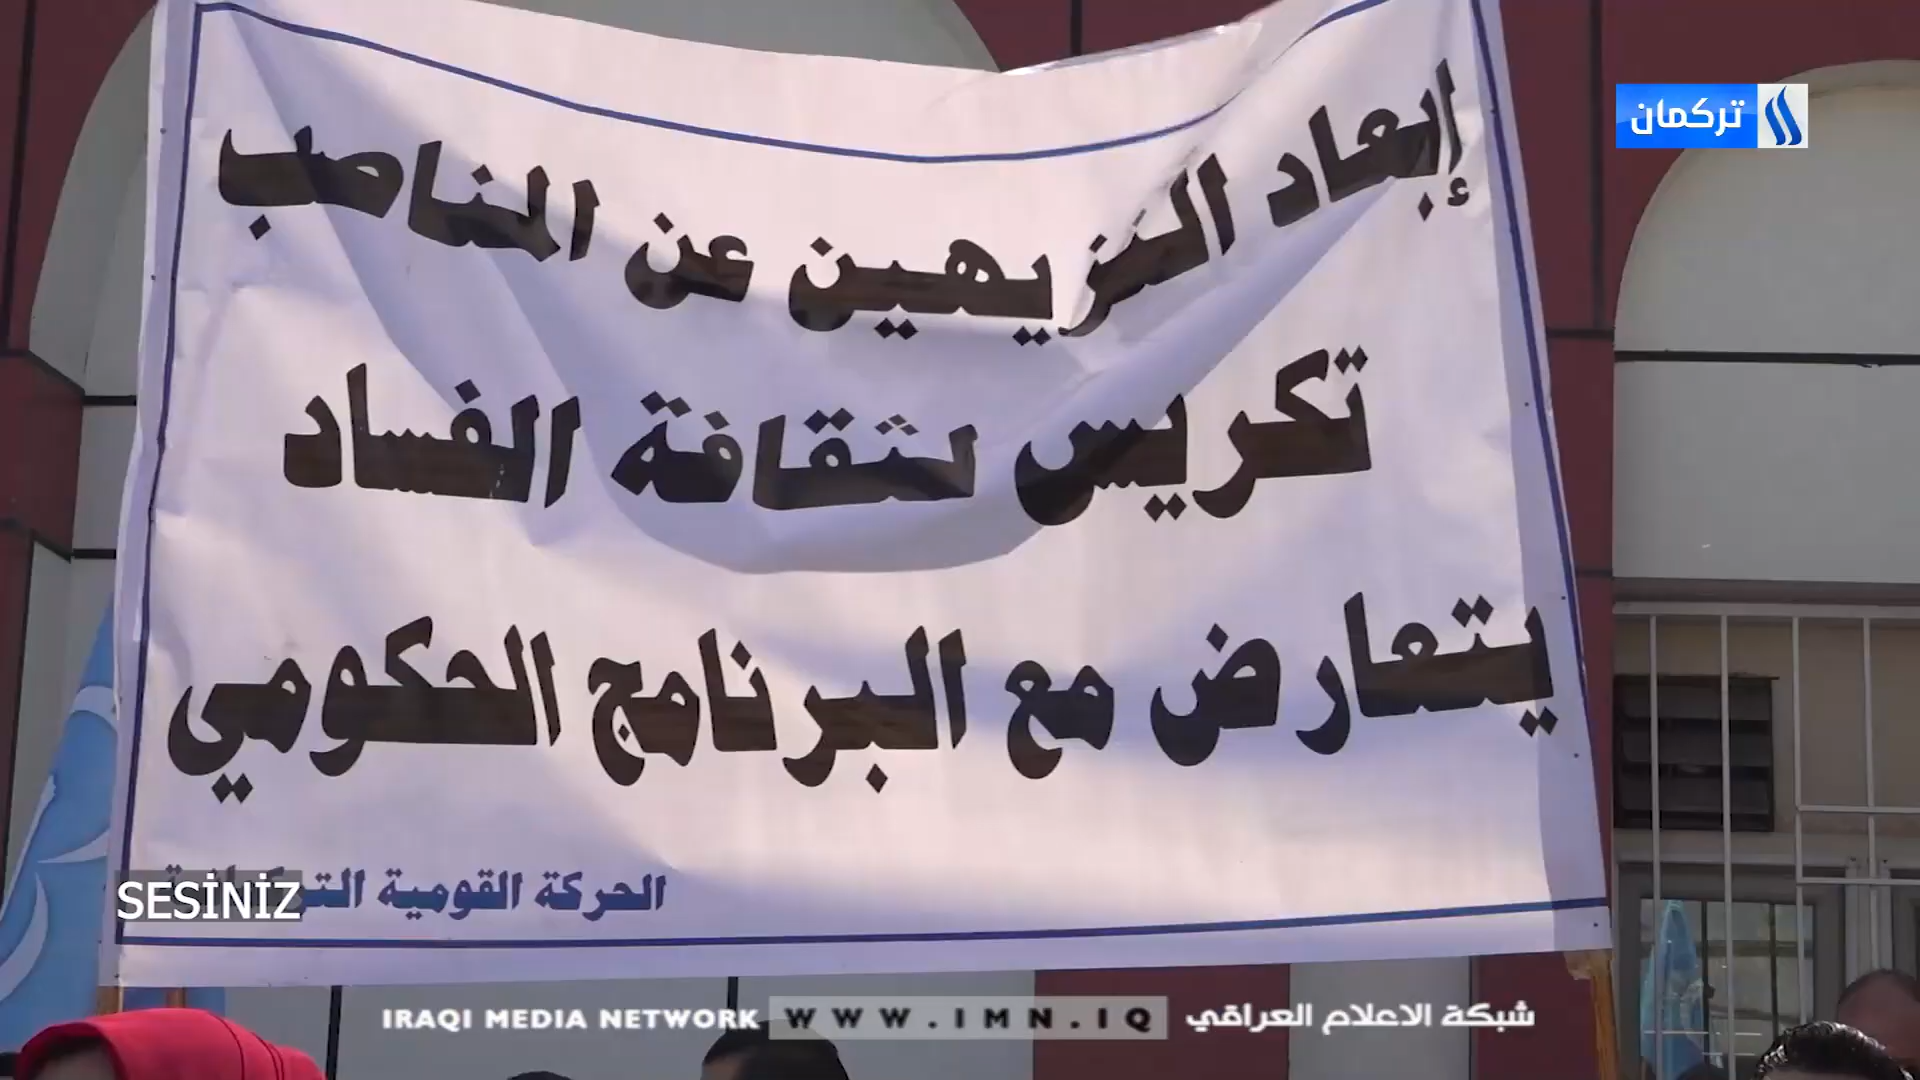 تركمان
إبعاد النزيهين عن المناصب
تكريس لثقافة الفساد
يتعارض مع البرنامج الحكومي
الحركة القومية
SESİNİZ
IRAQI MEDIA NETWORK WWW.IMN.IQ شبكة الاعلام العراقي